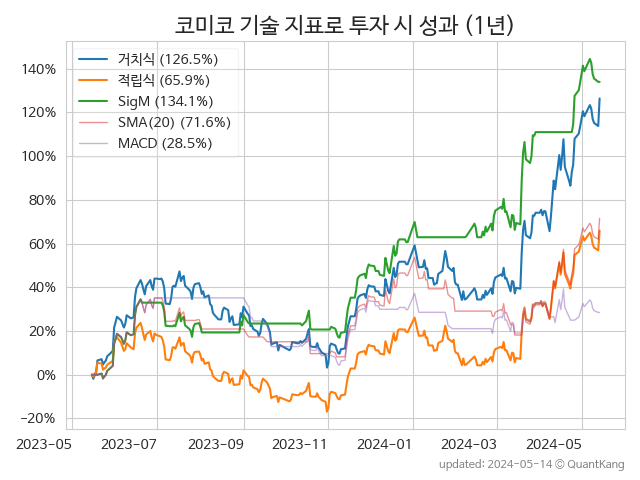 코미코 기술 지표로 투자 시 성과 (1년)
거치식 (126.5%)
적립식 (65.9%)
SigM (134.1%)
SMA(20) (71.6%)
MACD (28.5%)
140%
120%
100%
80%
60%
40%
20%
0%
−20%
2023-05 2023-07 2023-09 2023-11 2024-01 2024-03 2024-05
updated: 2024-05-14 © QuantKang